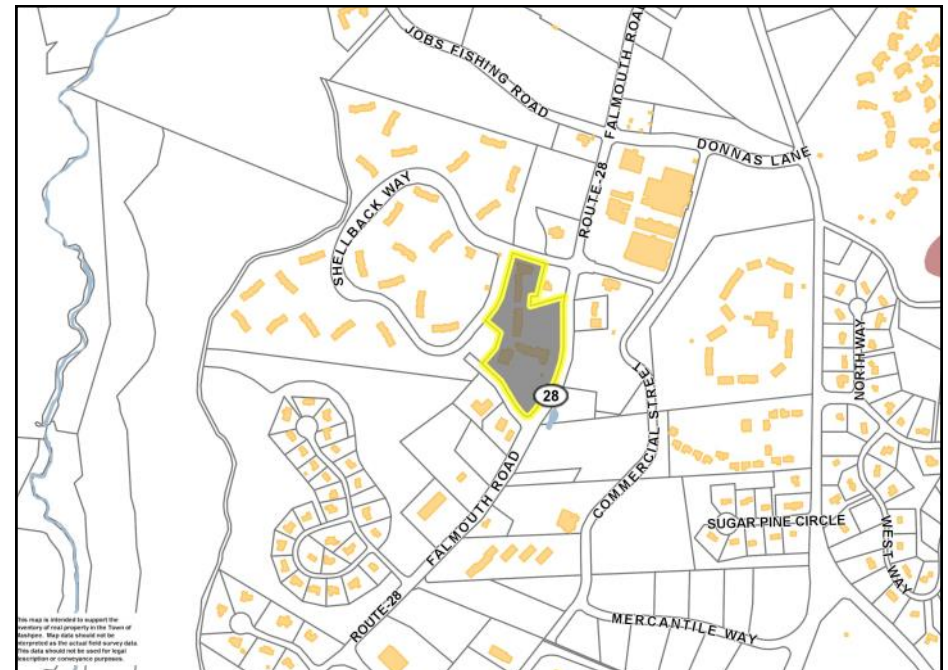 JOBS FISHING ROAD
FALMOUTH ROAD
DONNAS LANE
ROUTE-28
SHELLBACK WAY
28
NORTH WAY
COMMERCIAL STREET
FALMOUTH ROAD
SUGAR PINE CIRCLE
WEST WAY
ROUTE-28
MERCANTILE WAY
This map is intended to support the
inventory of real property in the Town of
Mashpee. Map data should not be
interpreted as the actual field survey data.
This data should not be used for legal
description or conveyance purposes.